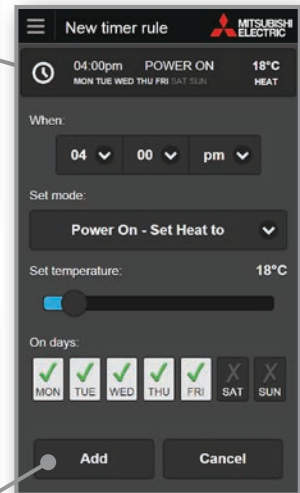 New timer rule
MITSUBISHI
ELECTRIC
04:00pm POWER ON 18°C
MON TUE WED THU FRI SAT SUN HEAT
When:
04 00 pm
Set mode:
Power On - Set Heat to
Set temperature: 18°C
On days:
MON TUE WED THU FRI SAT SUN
Add Cancel